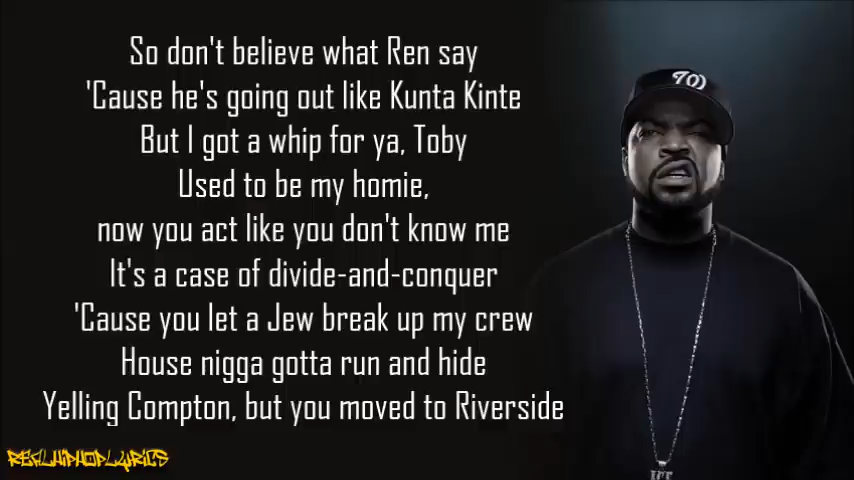 So don't believe what Ren say
'Cause he's going out like Kunta Kinte
But I got a whip for ya, Toby
Used to be my homie,
now you act like you don't know me
It's a case of divide-and-conquer
'Cause you let a Jew break up my crew
House nigga gotta run and hide
Yelling Compton, but you moved to Riverside
REALHIPHOPLYRICS